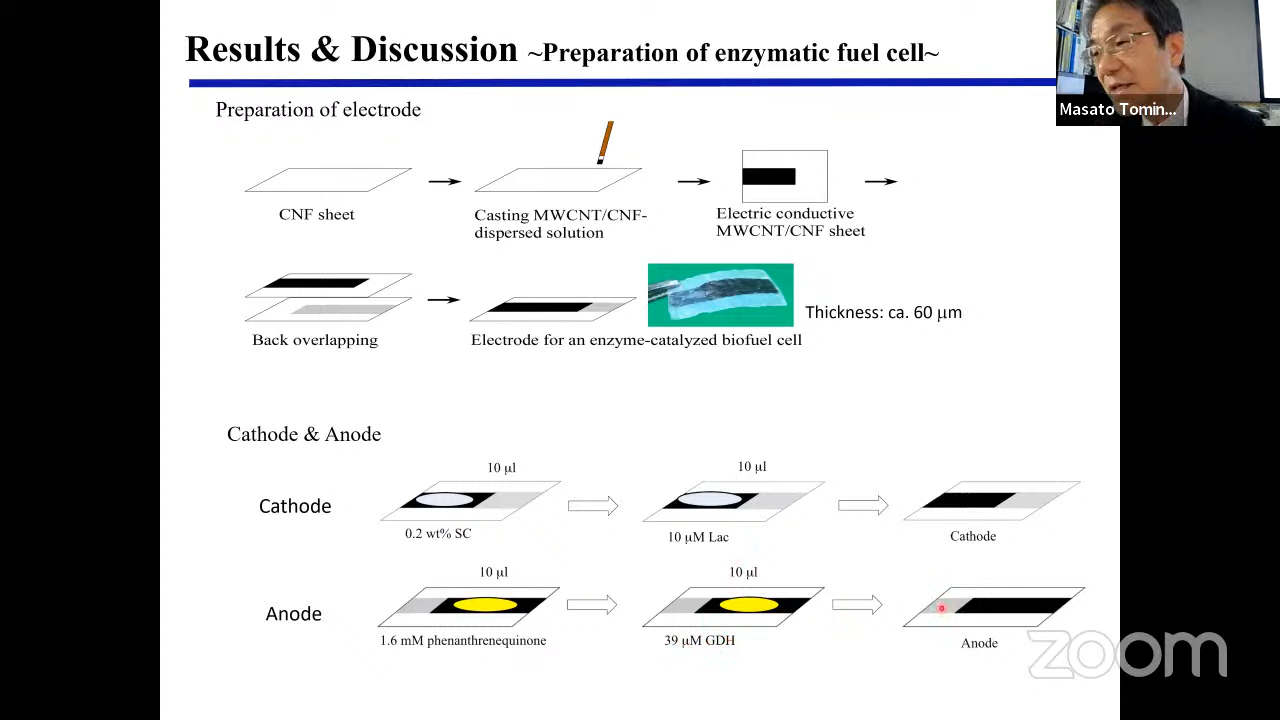 Results & Discussion ~Preparation of enzymatic fuel cell~
Masato Tomin...
Preparation of electrode
CNF sheet
Casting MWCNT/CNF-
dispersed solution
Electric conductive
MWCNT/CNF sheet
Back overlapping
Electrode for an enzyme-catalyzed biofuel cell
Thickness: ca. 60 μm
Cathode & Anode
Cathode
10 μl
0.2 wt% SC
10 μl
10 μM Lac
Cathode
Anode
10 μl
1.6 mM phenanthrenequinone
10 μl
39 μM GDH
Anode
zoom